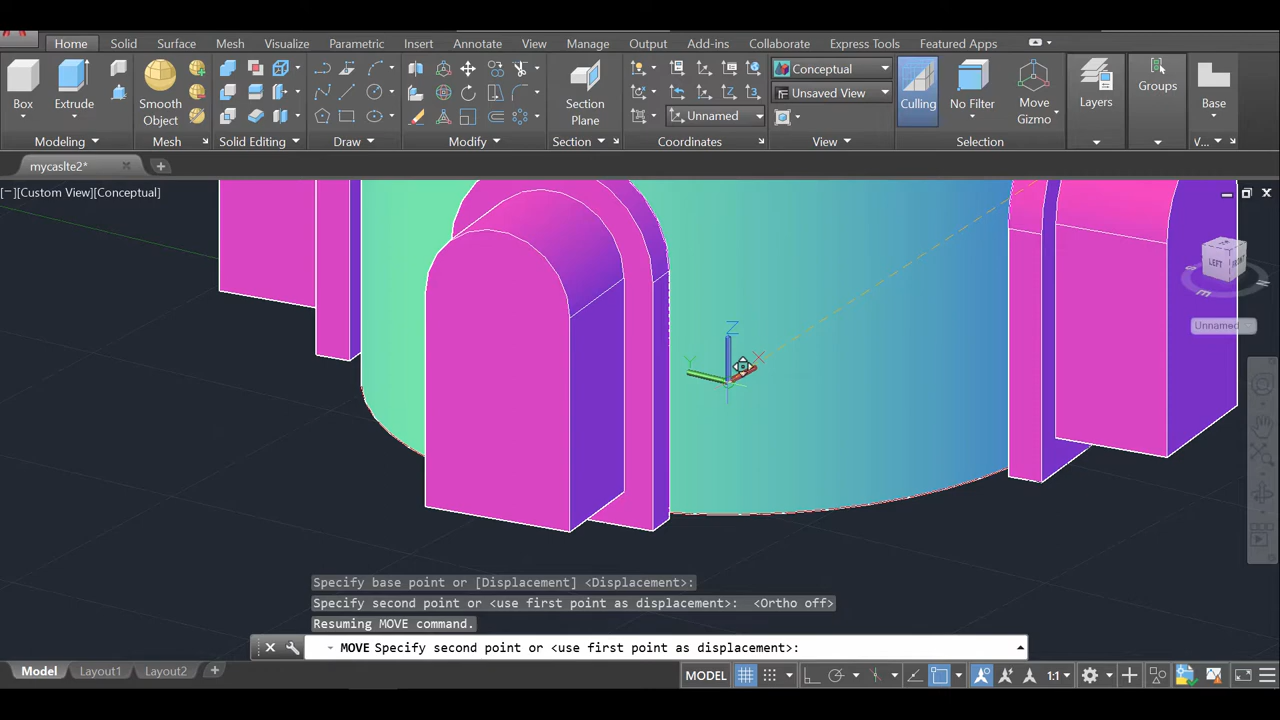 Home Solid Surface Mesh Visualize Parametric Insert Annotate View Manage Output Add-ins Collaborate Express Tools Featured Apps
Conceptual
Unsaved View
Unnamed
Box Extrude Smooth Object Section Plane Culling No Filter Move Gizmo Layers Groups Base
Modeling Mesh Solid Editing Draw Modify Section Coordinates View Selection V...
mycaslte2*
[−][Custom View][Conceptual]
LEFT FRONT
Unnamed
Z
Y X
Specify base point or [Displacement] <Displacement>:
Specify second point or <use first point as displacement>:  <Ortho off>
Resuming MOVE command.
MOVE Specify second point or <use first point as displacement>:
Model Layout1 Layout2 MODEL 1:1